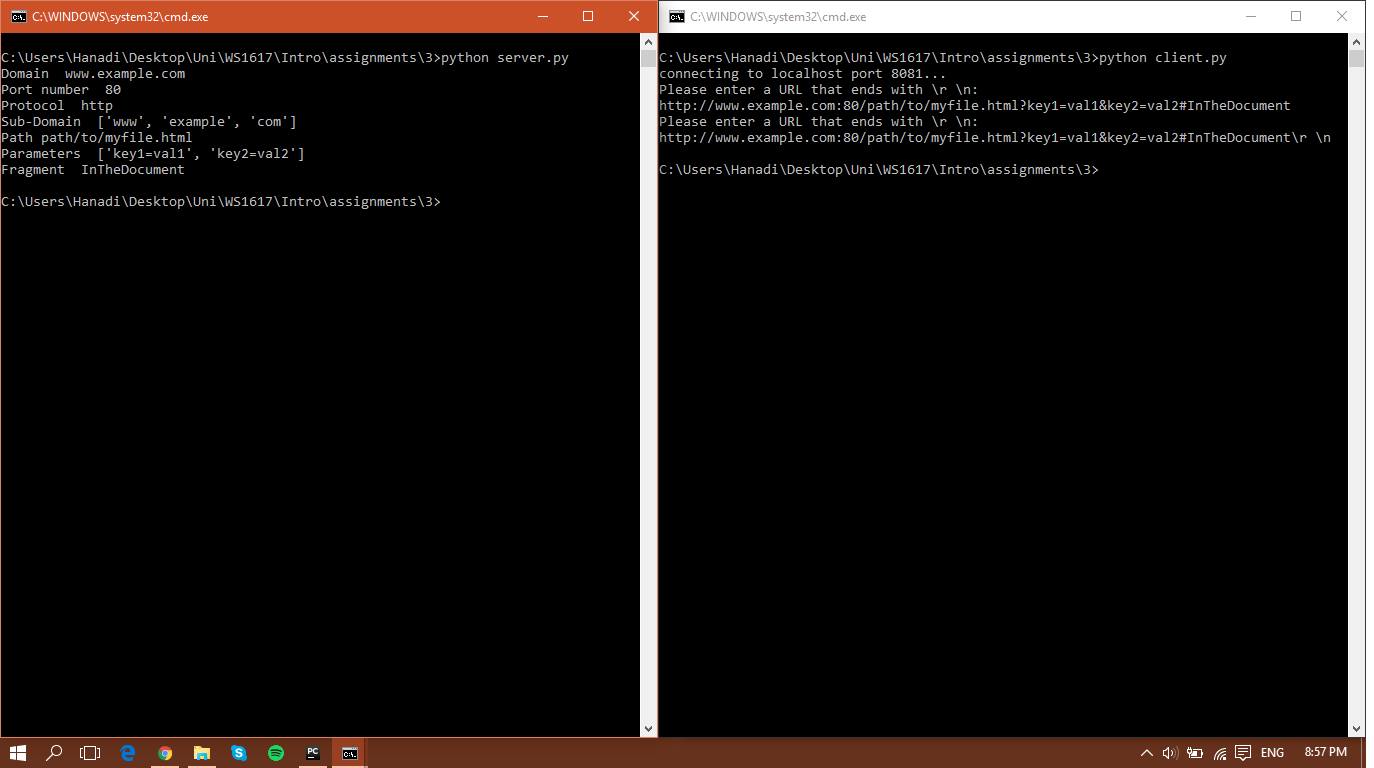 C:\WINDOWS\system32\cmd.exe
C:\Users\Hanadi\Desktop\Uni\WS1617\Intro\assignments\3>python server.py
Domain  www.example.com
Port number  80
Protocol  http
Sub-Domain  ['www', 'example', 'com']
Path path/to/myfile.html
Parameters  ['key1=val1', 'key2=val2']
Fragment  InTheDocument
C:\Users\Hanadi\Desktop\Uni\WS1617\Intro\assignments\3>
C:\WINDOWS\system32\cmd.exe
C:\Users\Hanadi\Desktop\Uni\WS1617\Intro\assignments\3>python client.py
connecting to localhost port 8081...
Please enter a URL that ends with \r \n:
http://www.example.com:80/path/to/myfile.html?key1=val1&key2=val2#InTheDocument
Please enter a URL that ends with \r \n:
http://www.example.com:80/path/to/myfile.html?key1=val1&key2=val2#InTheDocument\r \n
C:\Users\Hanadi\Desktop\Uni\WS1617\Intro\assignments\3>
PC
ENG
8:57 PM